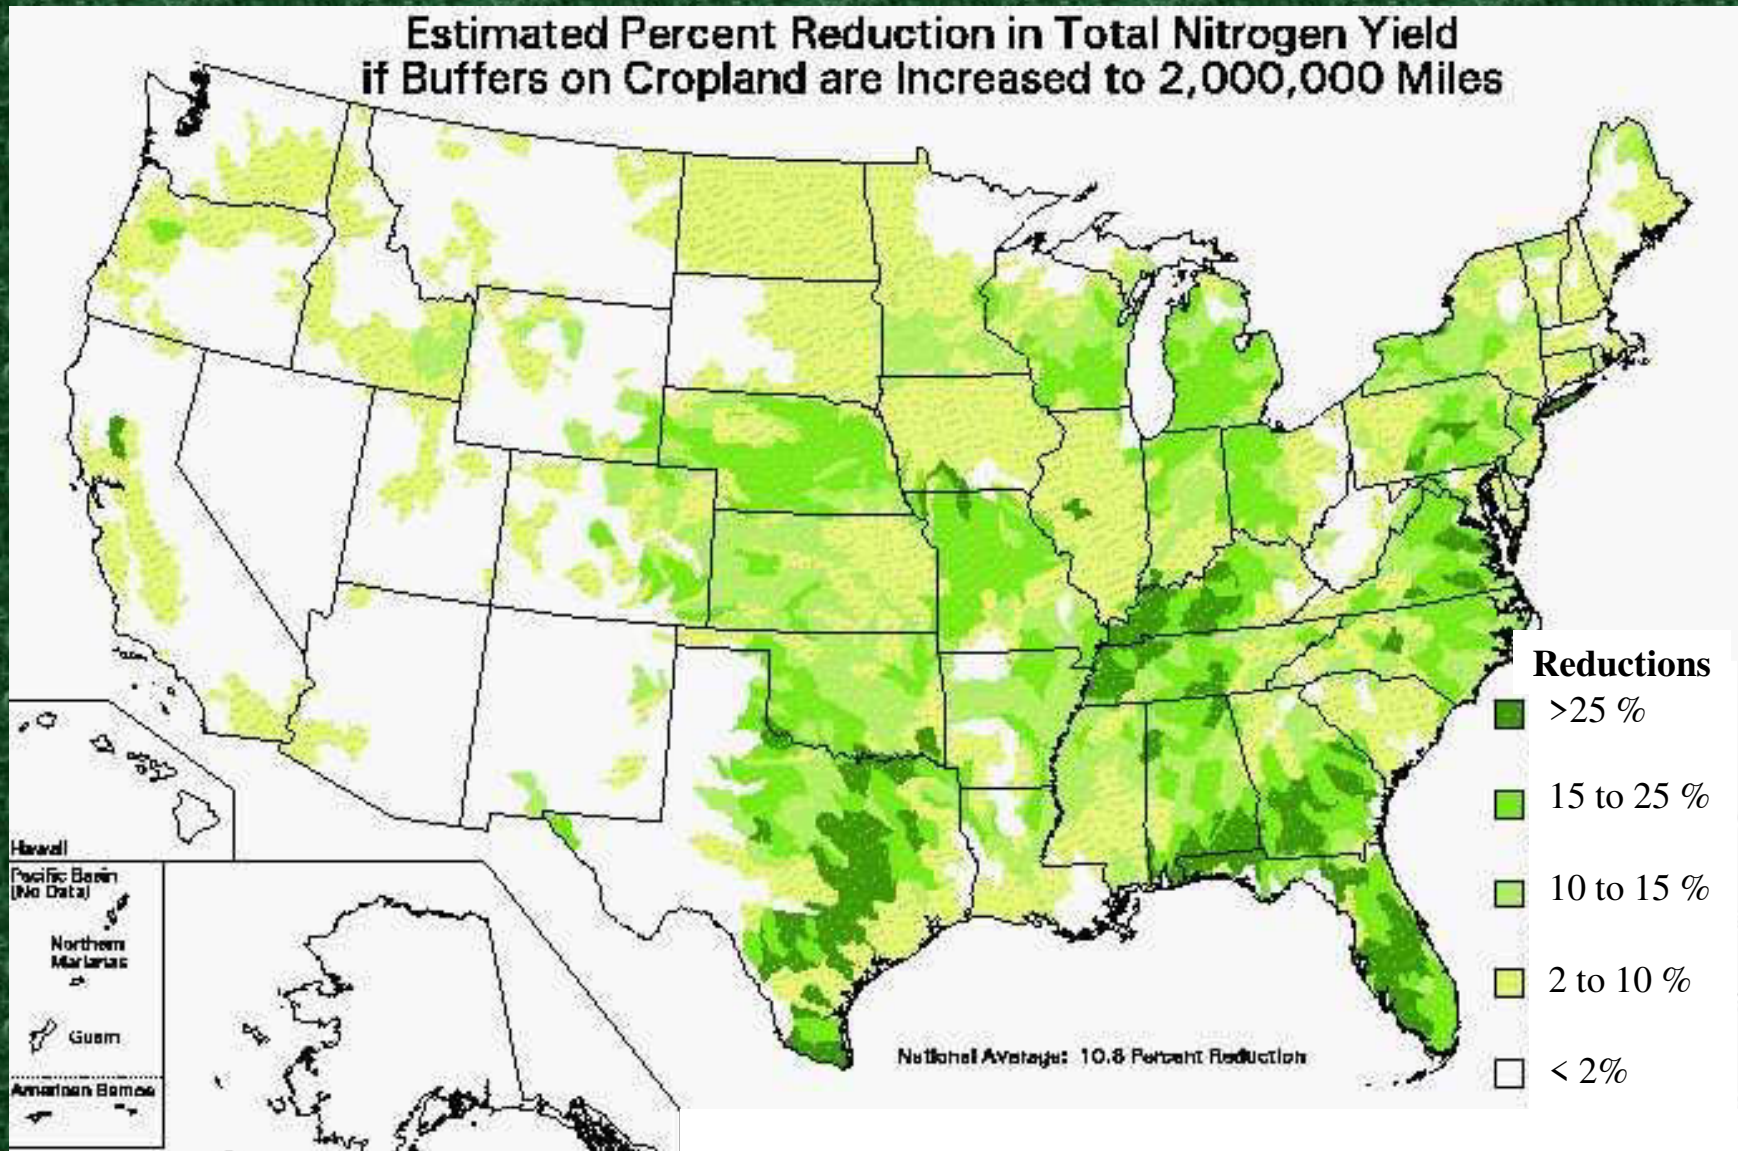 Estimated Percent Reduction in Total Nitrogen Yield
if Buffers on Cropland are Increased to 2,000,000 Miles
Reductions
>25 %
15 to 25 %
10 to 15 %
2 to 10 %
< 2%
National Average: 10.8 Percent Reduction
Hawaii
Pacific Basin
(No Data)
Northern
Marianas
Guam
American Samoa